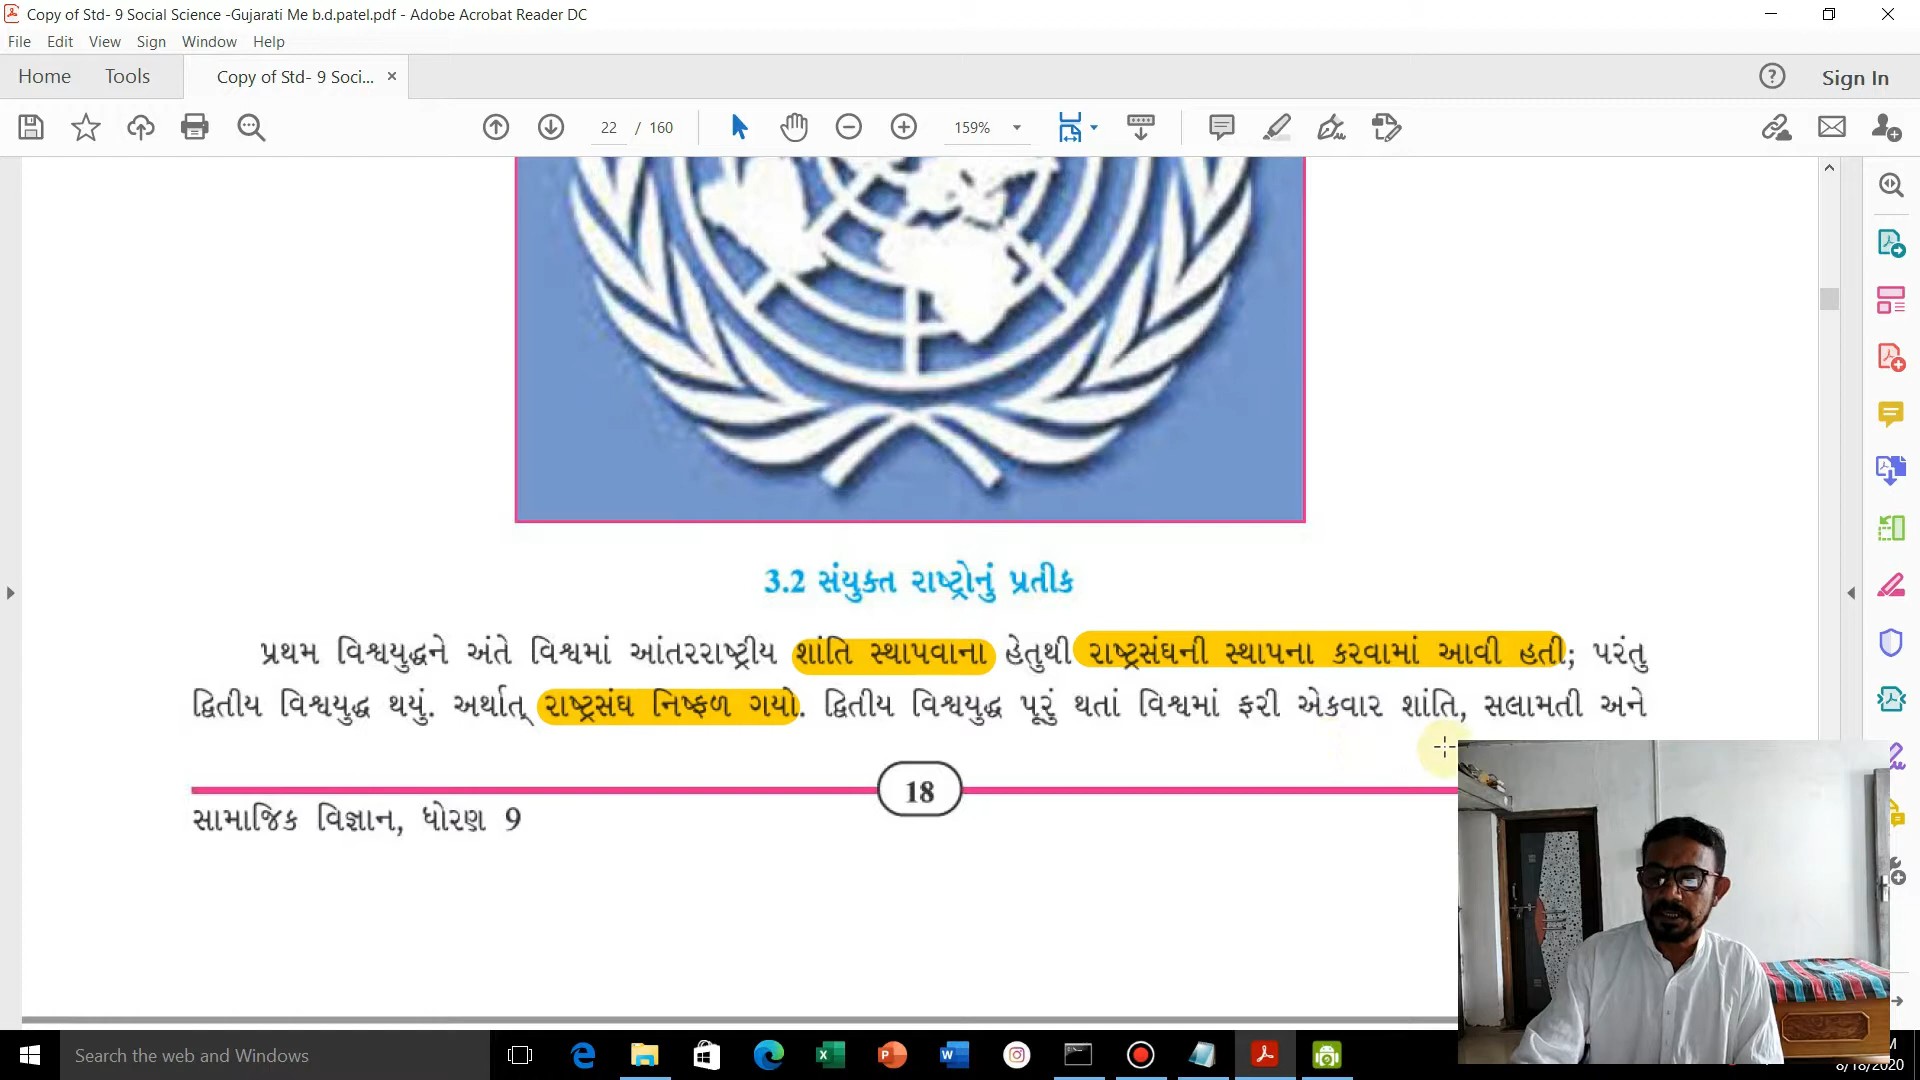 Copy of Std- 9 Social Science -Gujarati Me b.d.patel.pdf - Adobe Acrobat Reader DC
File Edit View Sign Window Help
Home Tools Copy of Std- 9 Soci... × Sign In
22 / 160 159%
3.2 સંયુક્ત રાષ્ટ્રોનું પ્રતીક
પ્રથમ વિશ્વયુદ્ધને અંતે વિશ્વમાં આંતરરાષ્ટ્રીય શાંતિ સ્થાપવાના હેતુથી રાષ્ટ્રસંઘની સ્થાપના કરવામાં આવી હતી; પરંતુ
દ્વિતીય વિશ્વયુદ્ધ થયું. અર્થાત્ રાષ્ટ્રસંઘ નિષ્ફળ ગયો. દ્વિતીય વિશ્વયુદ્ધ પૂરું થતાં વિશ્વમાં ફરી એકવાર શાંતિ, સલામતી અને
18
સામાજિક વિજ્ઞાન, ધોરણ 9
Search the web and Windows
8/18/2020